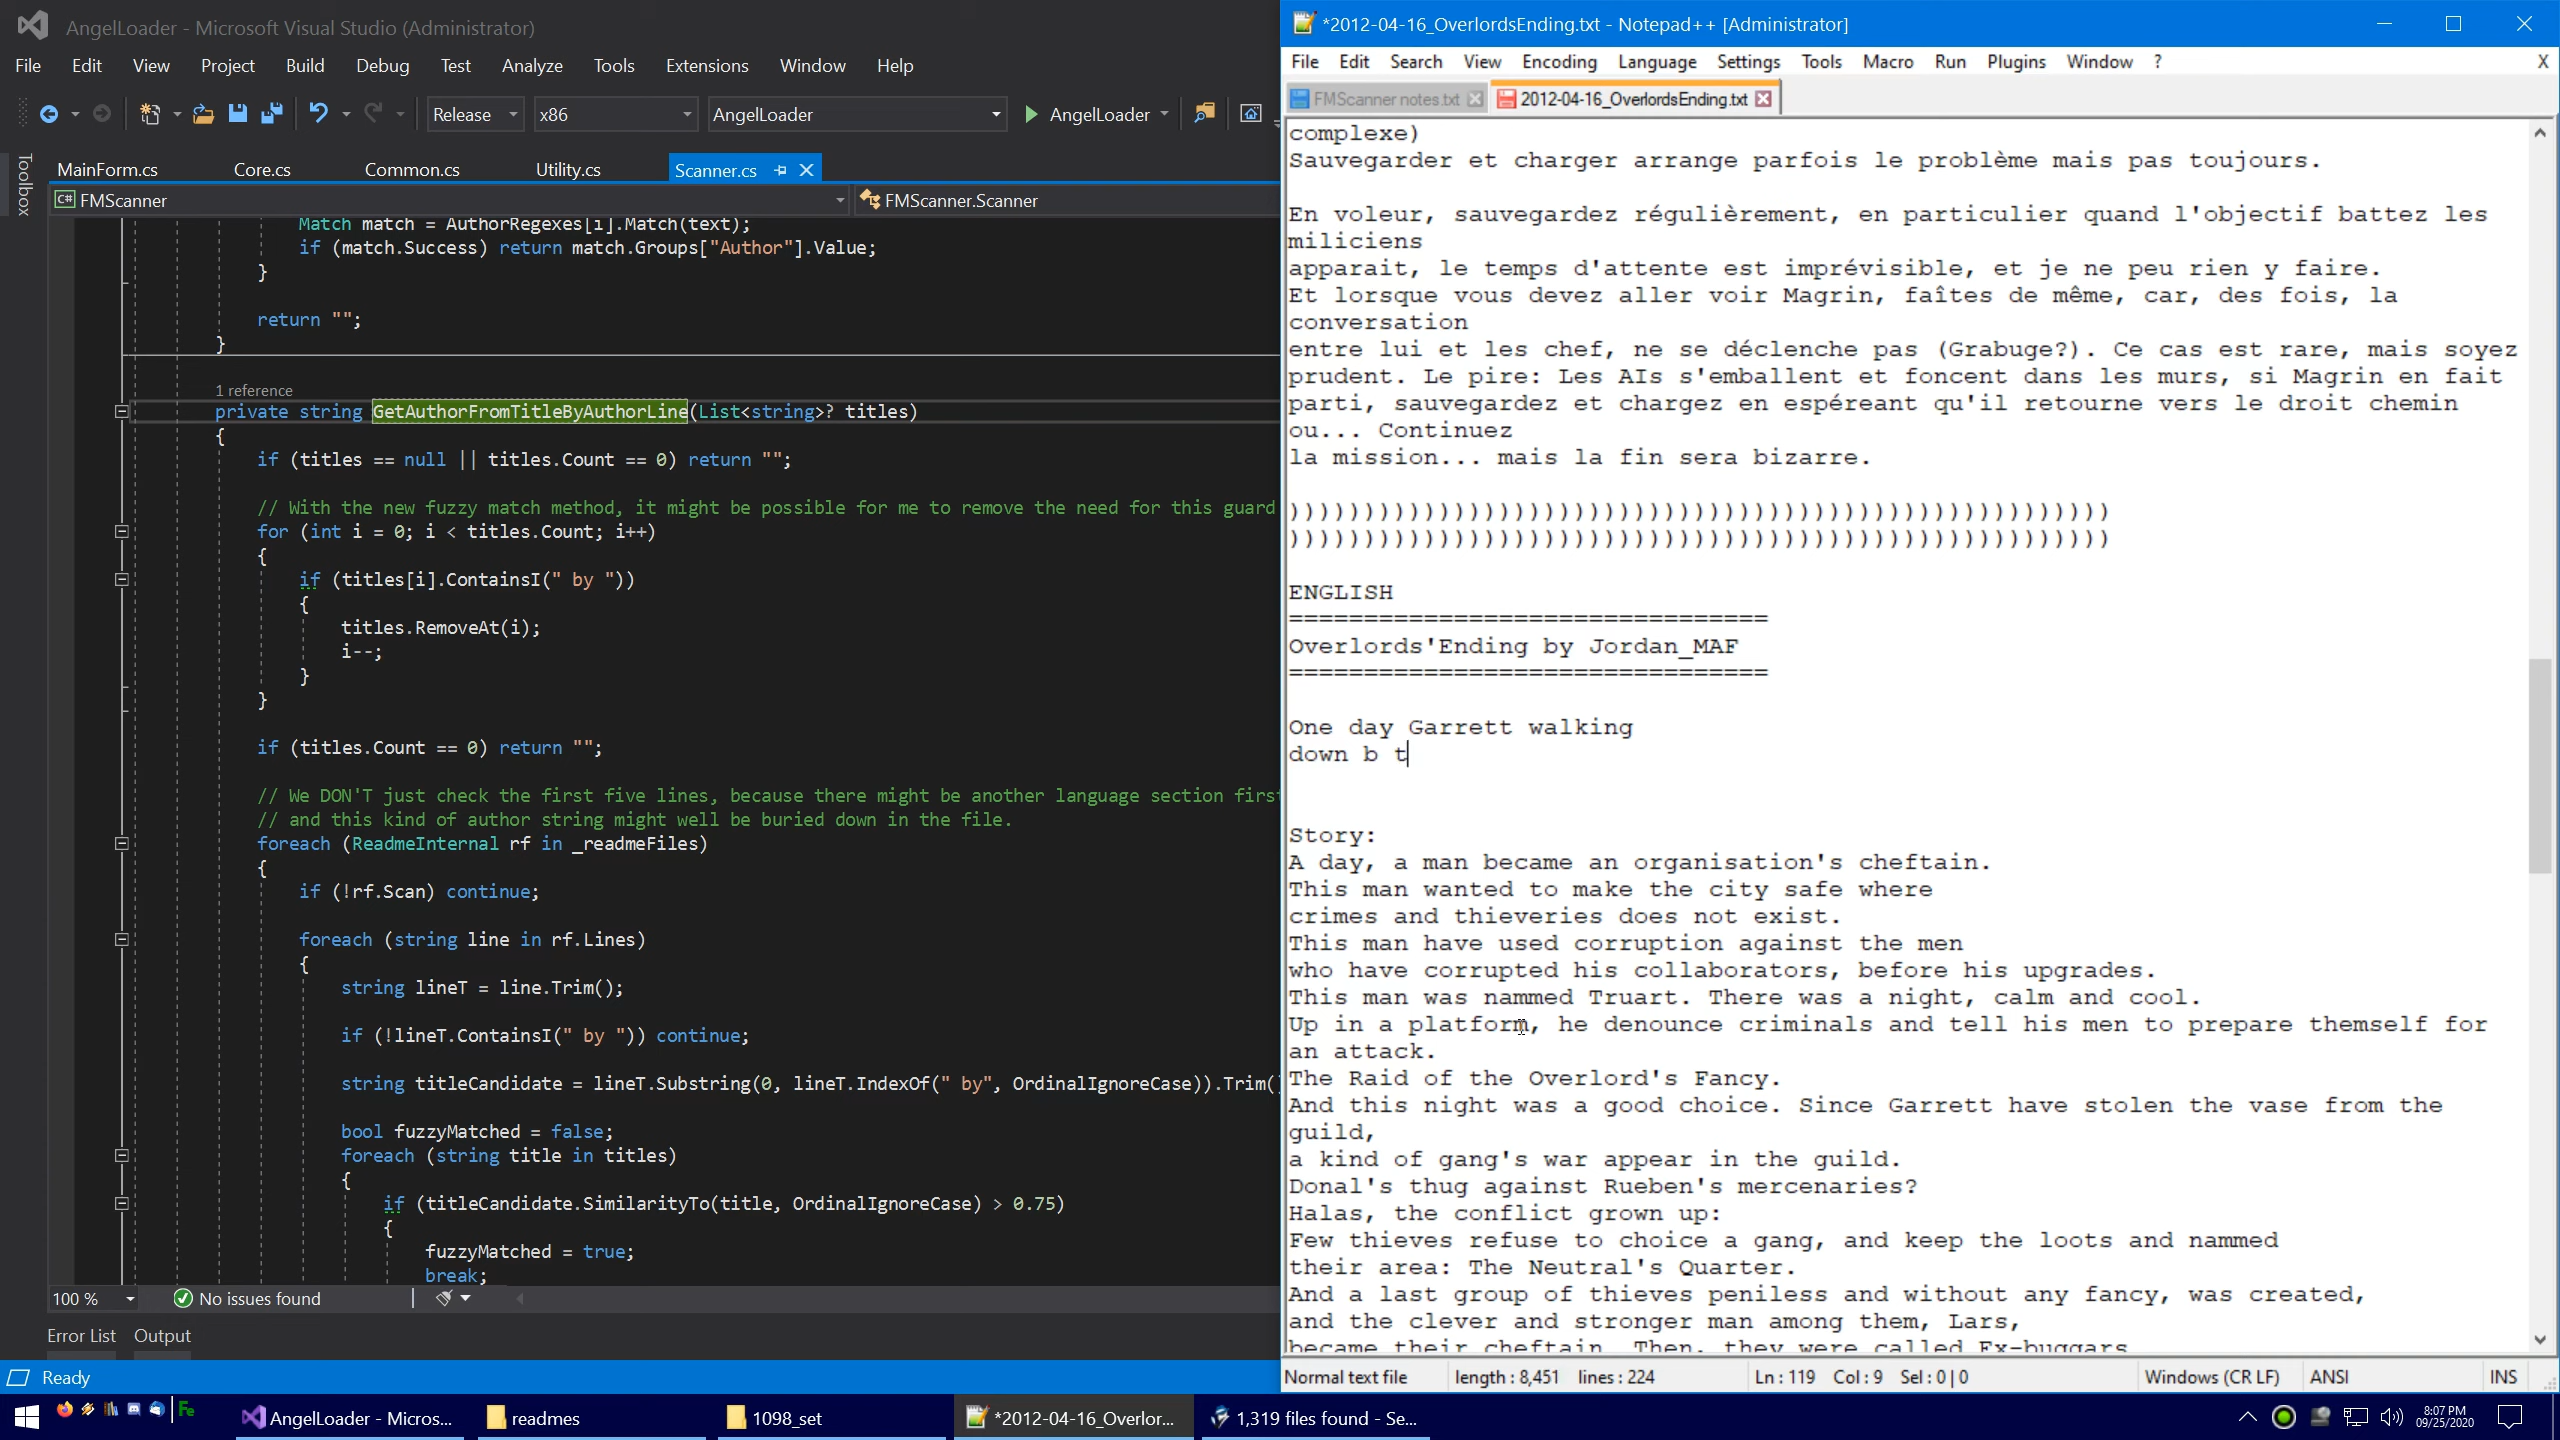 AngelLoader - Microsoft Visual Studio (Administrator)
File Edit View Project Build Debug Test Analyze Tools Extensions Window Help
Release x86 AngelLoader AngelLoader
Toolbox
MainForm.cs Core.cs Common.cs Utility.cs Scanner.cs
C# FMScanner FMScanner.Scanner
Match match = AuthorRegexes[i].Match(text);
if (match.Success) return match.Groups["Author"].Value;
}
return "";
}
1 reference
private string GetAuthorFromTitleByAuthorLine(List<string>? titles)
{
if (titles == null || titles.Count == 0) return "";
// With the new fuzzy match method, it might be possible for me to remove the need for this guard
for (int i = 0; i < titles.Count; i++)
{
if (titles[i].ContainsI(" by "))
{
titles.RemoveAt(i);
i--;
}
}
if (titles.Count == 0) return "";
// We DON'T just check the first five lines, because there might be another language section first
// and this kind of author string might well be buried down in the file.
foreach (ReadmeInternal rf in _readmeFiles)
{
if (!rf.Scan) continue;
foreach (string line in rf.Lines)
{
string lineT = line.Trim();
if (!lineT.ContainsI(" by ")) continue;
string titleCandidate = lineT.Substring(0, lineT.IndexOf(" by", OrdinalIgnoreCase)).Trim()
bool fuzzyMatched = false;
foreach (string title in titles)
{
if (titleCandidate.SimilarityTo(title, OrdinalIgnoreCase) > 0.75)
{
fuzzyMatched = true;
break;
100 % No issues found
Error List Output
Ready
*2012-04-16_OverlordsEnding.txt - Notepad++ [Administrator]
File Edit Search View Encoding Language Settings Tools Macro Run Plugins Window ? X
FMScanner notes.txt 2012-04-16_OverlordsEnding.txt
complexe)
Sauvegarder et charger arrange parfois le problème mais pas toujours.
En voleur, sauvegardez régulièrement, en particulier quand l'objectif battez les
miliciens
apparait, le temps d'attente est imprévisible, et je ne peu rien y faire.
Et lorsque vous devez aller voir Magrin, faîtes de même, car, des fois, la
conversation
entre lui et les chef, ne se déclenche pas (Grabuge?). Ce cas est rare, mais soyez
prudent. Le pire: Les AIs s'emballent et foncent dans les murs, si Magrin en fait
parti, sauvegardez et chargez en espéreant qu'il retourne vers le droit chemin
ou... Continuez
la mission... mais la fin sera bizarre.
)))))))))))))))))))))))))))))))))))))))))))))))))))))))
)))))))))))))))))))))))))))))))))))))))))))))))))))))))
ENGLISH
================================
Overlords'Ending by Jordan_MAF
================================
One day Garrett walking
down b t
Story:
A day, a man became an organisation's cheftain.
This man wanted to make the city safe where
crimes and thieveries does not exist.
This man have used corruption against the men
who have corrupted his collaborators, before his upgrades.
This man was nammed Truart. There was a night, calm and cool.
Up in a platform, he denounce criminals and tell his men to prepare themself for
an attack.
The Raid of the Overlord's Fancy.
And this night was a good choice. Since Garrett have stolen the vase from the
guild,
a kind of gang's war appear in the guild.
Donal's thug against Rueben's mercenaries?
Halas, the conflict grown up:
Few thieves refuse to choice a gang, and keep the loots and nammed
their area: The Neutral's Quarter.
And a last group of thieves peniless and without any fancy, was created,
and the clever and stronger man among them, Lars,
became their cheftain. Then, they were called Ex-buggars
Normal text file length : 8,451 lines : 224 Ln : 119 Col : 9 Sel : 0 | 0 Windows (CR LF) ANSI INS
Fe AngelLoader - Micros... readmes 1098_set *2012-04-16_Overlor... 1,319 files found - Se... 8:07 PM
09/25/2020